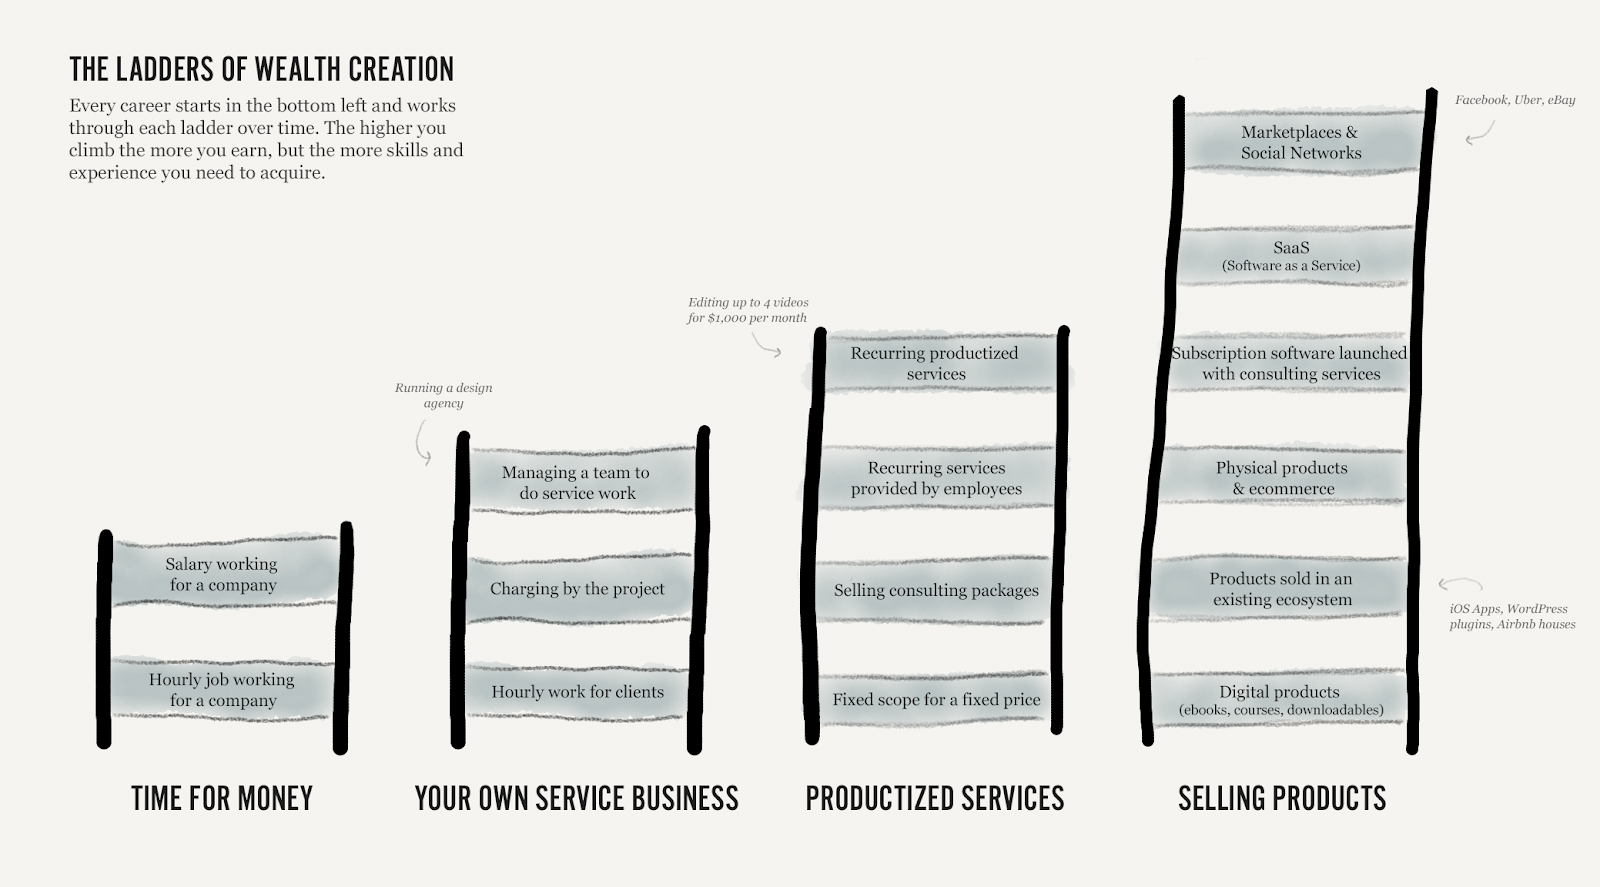 THE LADDERS OF WEALTH CREATION
Every career starts in the bottom left and works
through each ladder over time. The higher you
climb the more you earn, but the more skills and
experience you need to acquire.
Salary working
for a company
Hourly job working
for a company
TIME FOR MONEY
Running a design
agency
Managing a team to
do service work
Charging by the project
Hourly work for clients
YOUR OWN SERVICE BUSINESS
Editing up to 4 videos
for $1,000 per month
Recurring productized
services
Recurring services
provided by employees
Selling consulting packages
Fixed scope for a fixed price
PRODUCTIZED SERVICES
Facebook, Uber, eBay
Marketplaces &
Social Networks
SaaS
(Software as a Service)
Subscription software launched
with consulting services
Physical products
& ecommerce
Products sold in an
existing ecosystem
iOS Apps, WordPress
plugins, Airbnb houses
Digital products
(ebooks, courses, downloadables)
SELLING PRODUCTS